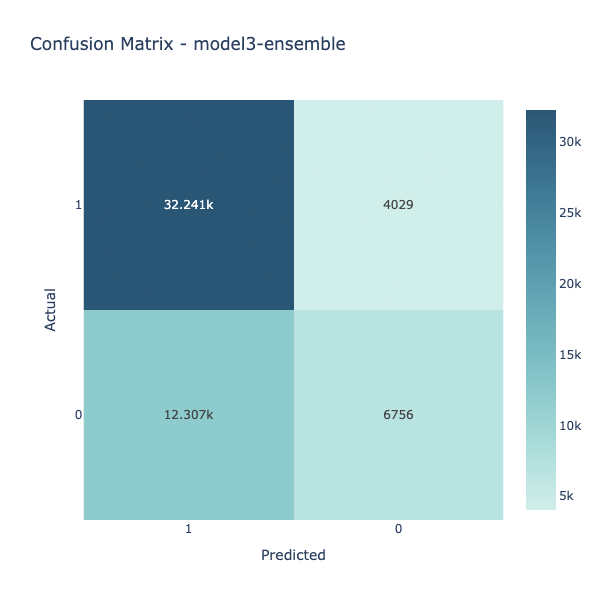 Confusion Matrix - model3-ensemble
30k
1 32.241k 4029
25k
20k
Actual
15k
0 12.307k 6756
10k
5k
1 0
Predicted